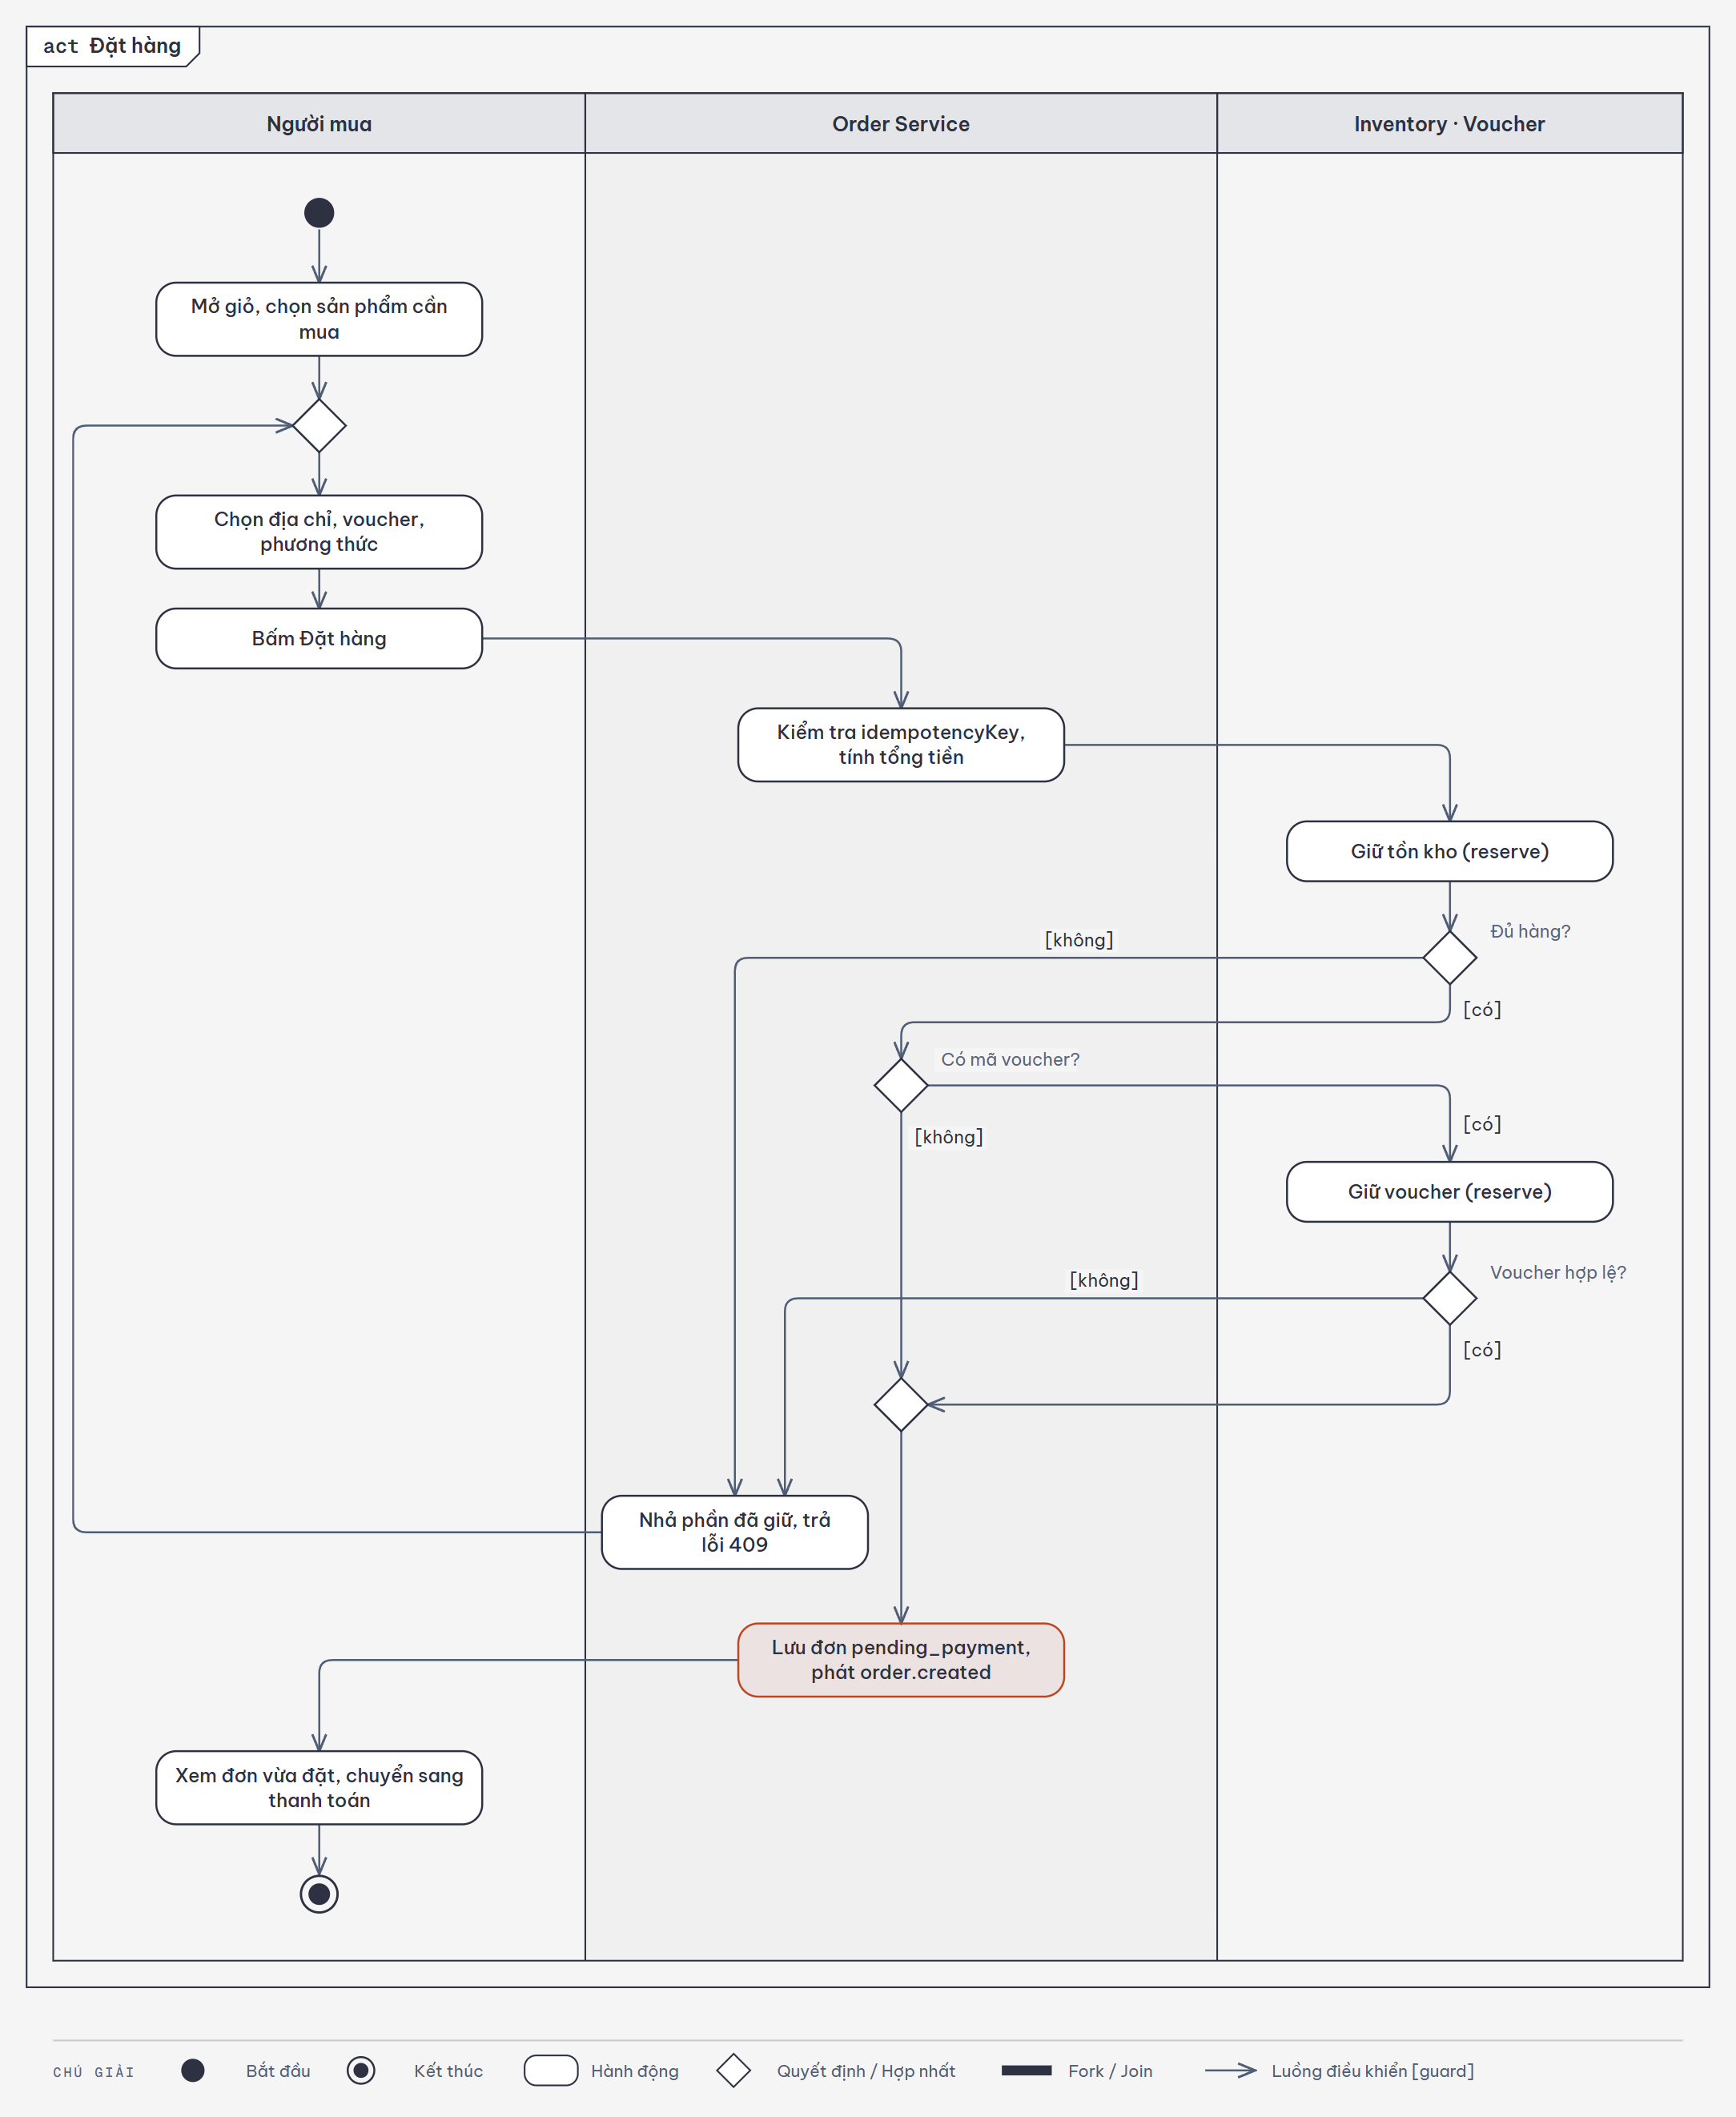 act Đặt hàng
Người mua
Order Service
Inventory · Voucher
Mở giỏ, chọn sản phẩm cần
mua
Chọn địa chỉ, voucher,
phương thức
Bấm Đặt hàng
Kiểm tra idempotencyKey,
tính tổng tiền
Giữ tồn kho (reserve)
Đủ hàng?
[không]
[có]
Có mã voucher?
[có]
[không]
Giữ voucher (reserve)
Voucher hợp lệ?
[không]
[có]
Nhả phần đã giữ, trả
lỗi 409
Lưu đơn pending_payment,
phát order.created
Xem đơn vừa đặt, chuyển sang
thanh toán
CHÚ GIẢI
Bắt đầu
Kết thúc
Hành động
Quyết định / Hợp nhất
Fork / Join
Luồng điều khiển [guard]